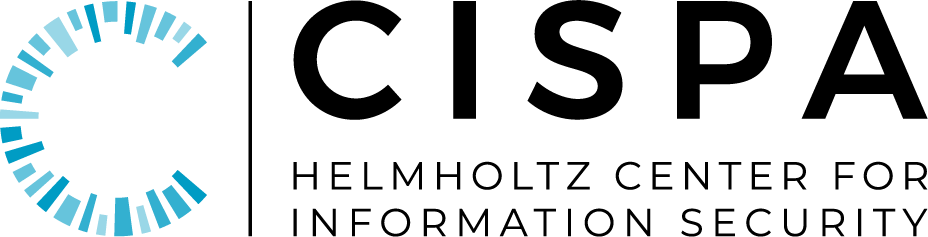 CISPA
HELMHOLTZ CENTER FOR
INFORMATION SECURITY